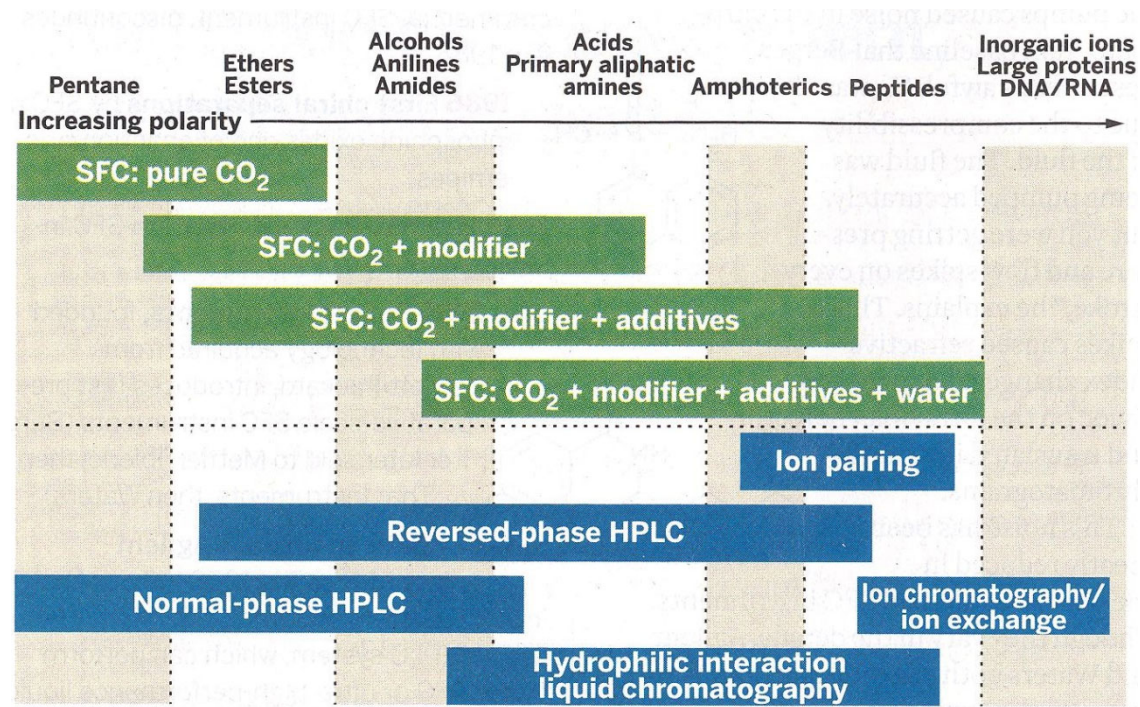 Pentane
Ethers
Esters
Alcohols
Anilines
Amides
Acids
Primary aliphatic
amines
Amphoterics
Peptides
Inorganic ions
Large proteins
DNA/RNA
Increasing polarity
SFC: pure CO₂
SFC: CO₂ + modifier
SFC: CO₂ + modifier + additives
SFC: CO₂ + modifier + additives + water
Ion pairing
Reversed-phase HPLC
Normal-phase HPLC
Ion chromatography/
ion exchange
Hydrophilic interaction
liquid chromatography